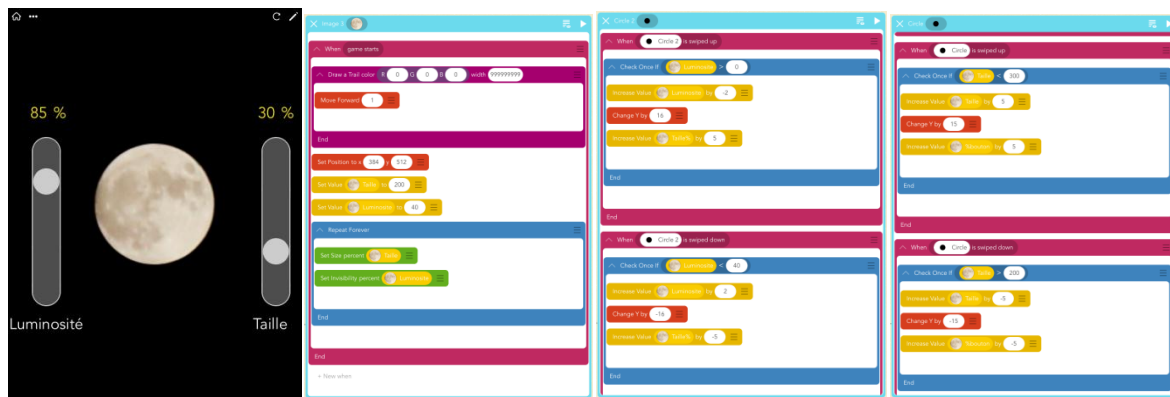 85 %
30 %
Luminosité
Taille
Image 1
When game starts
Draw a Trail color R 0 G 0 B 0 width 999999999
Move Forward 1
End
Set Position to x 384 y 512
Set Value Taille to 200
Set Value Luminosite to 40
Repeat Forever
Set Size percent Taille
Set Invisibility percent Luminosite
End
End
+ New when
Circle 2
When Circle 2 is swiped up
Check Once If Luminosite > 0
Increase Value Luminosite by -2
Change Y by 16
Increase Value Taille% by 5
End
End
When Circle 2 is swiped down
Check Once If Luminosite < 40
Increase Value Luminosite by 2
Change Y by -16
Increase Value Taille% by -5
End
Circle
When Circle is swiped up
Check Once If Taille < 300
Increase Value Taille by 5
Change Y by 15
Increase Value by 5
End
End
When Circle is swiped down
Check Once If Taille > 200
Increase Value Taille by -5
Change Y by -15
Increase Value by -5
End